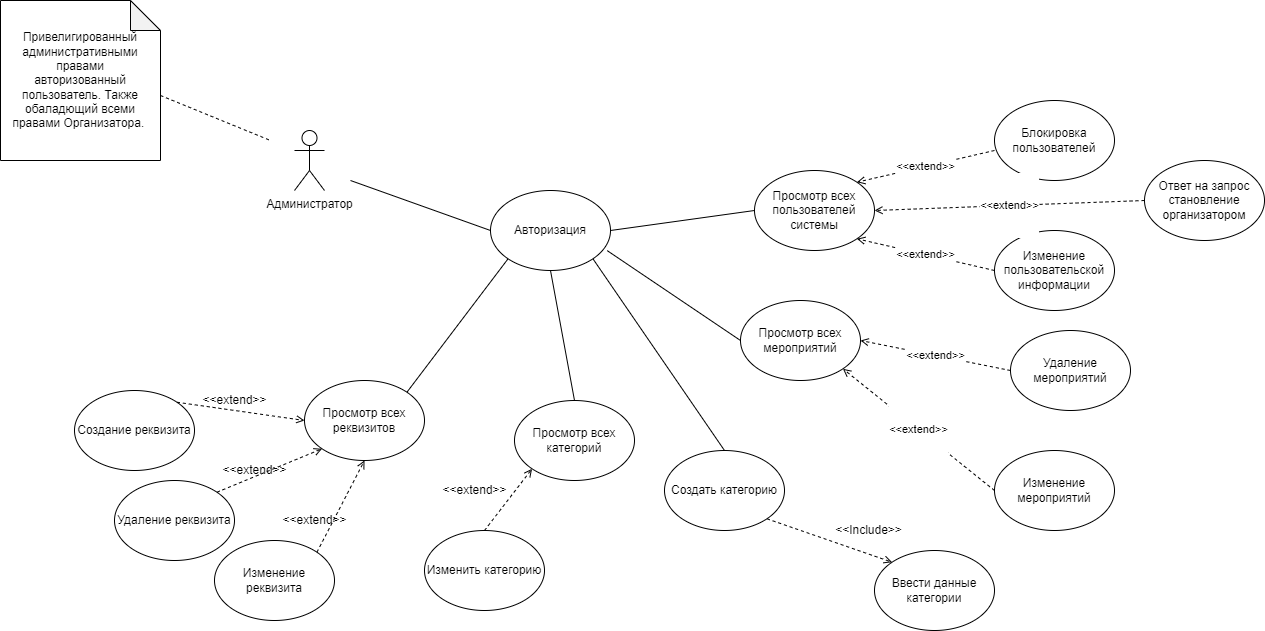 Привелигированный
административными
правами
авторизованный
пользователь. Также
обаладющий всеми
правами Организатора.
Администратор
Авторизация
Просмотр всех
пользователей
системы
<<extend>>
Блокировка
пользователей
<<extend>>
Ответ на запрос
становление
организатором
<<extend>>
Изменение
пользовательской
информации
Просмотр всех
мероприятий
<<extend>>
Удаление
мероприятий
<<extend>>
Изменение
мероприятий
Создание реквизита
<<extend>>
Просмотр всех
реквизитов
<<extend>>
Удаление реквизита
<<extend>>
Изменение
реквизита
Просмотр всех
категорий
<<extend>>
Изменить категорию
Создать категорию
<<Include>>
Ввести данные
категории